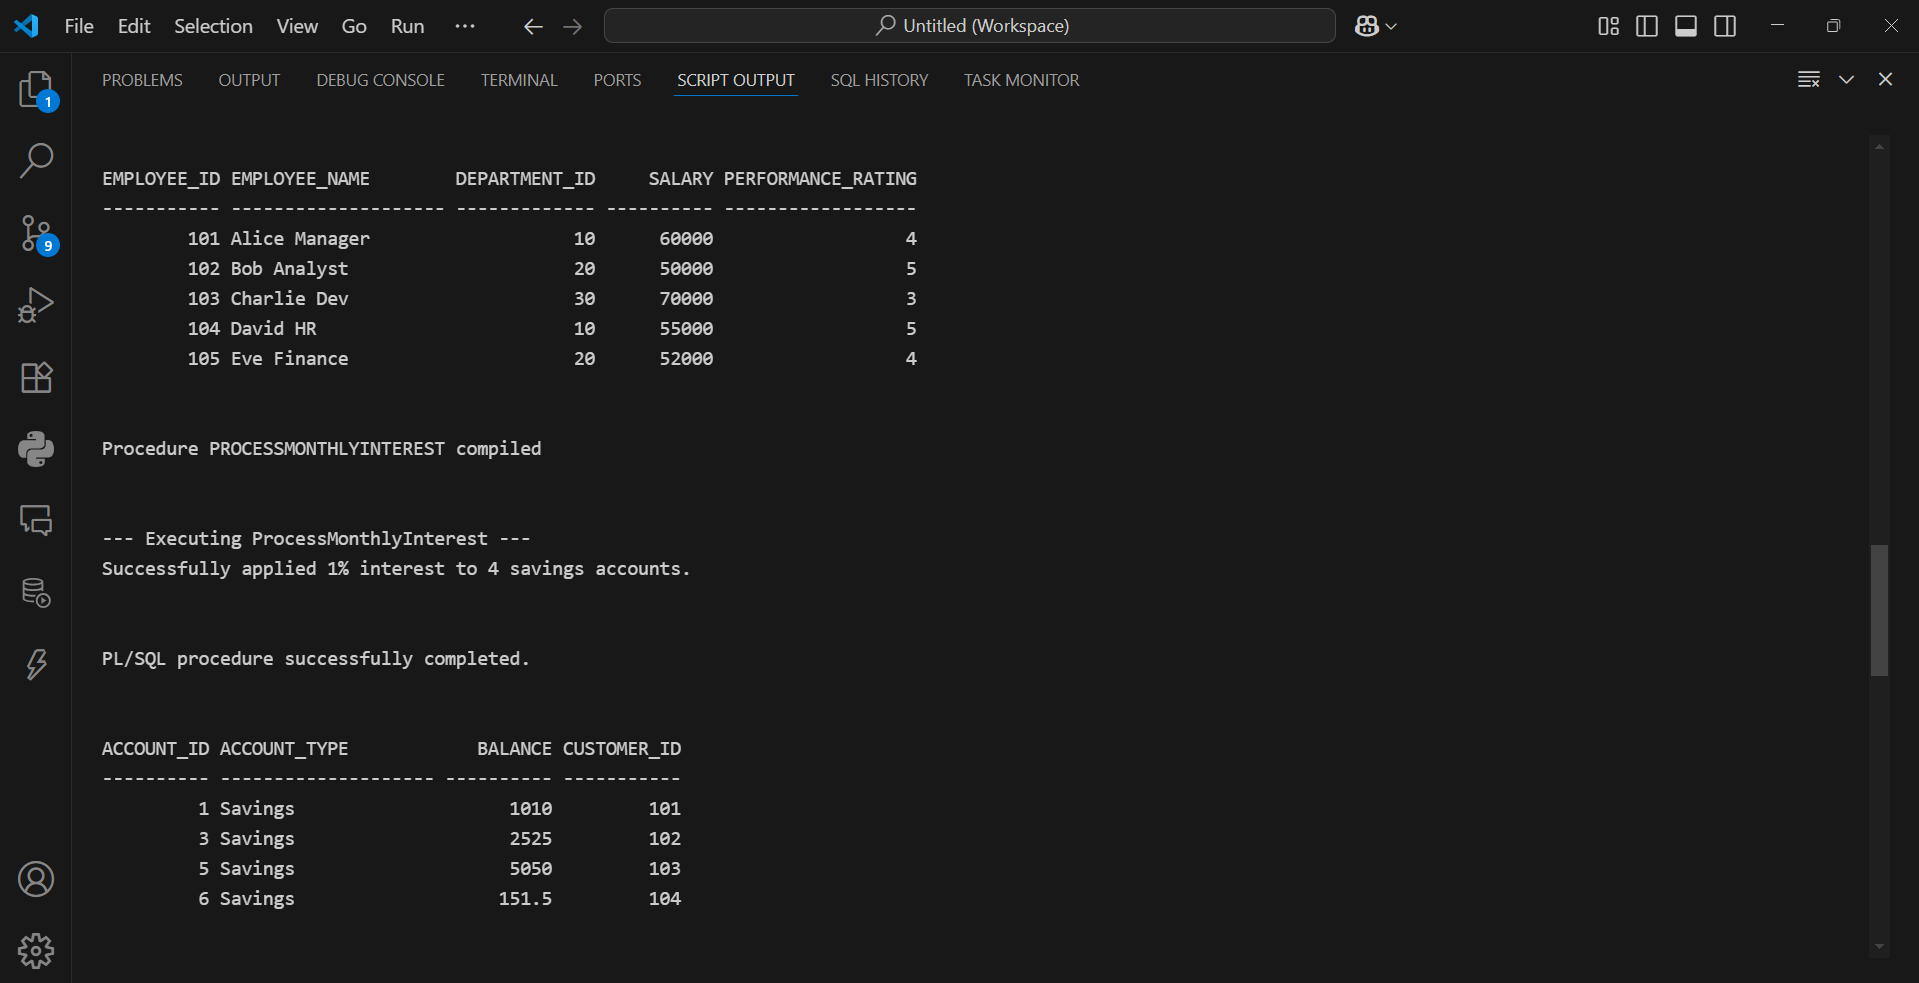 File Edit Selection View Go Run ··· Untitled (Workspace)
PROBLEMS OUTPUT DEBUG CONSOLE TERMINAL PORTS SCRIPT OUTPUT SQL HISTORY TASK MONITOR
1
9
EMPLOYEE_ID EMPLOYEE_NAME        DEPARTMENT_ID     SALARY PERFORMANCE_RATING
----------- -------------------- ------------- ---------- ------------------
        101 Alice Manager                   10      60000                  4
        102 Bob Analyst                     20      50000                  5
        103 Charlie Dev                     30      70000                  3
        104 David HR                        10      55000                  5
        105 Eve Finance                     20      52000                  4
Procedure PROCESSMONTHLYINTEREST compiled
--- Executing ProcessMonthlyInterest ---
Successfully applied 1% interest to 4 savings accounts.
PL/SQL procedure successfully completed.
ACCOUNT_ID ACCOUNT_TYPE            BALANCE CUSTOMER_ID
---------- -------------------- ---------- -----------
         1 Savings                    1010         101
         3 Savings                    2525         102
         5 Savings                    5050         103
         6 Savings                   151.5         104